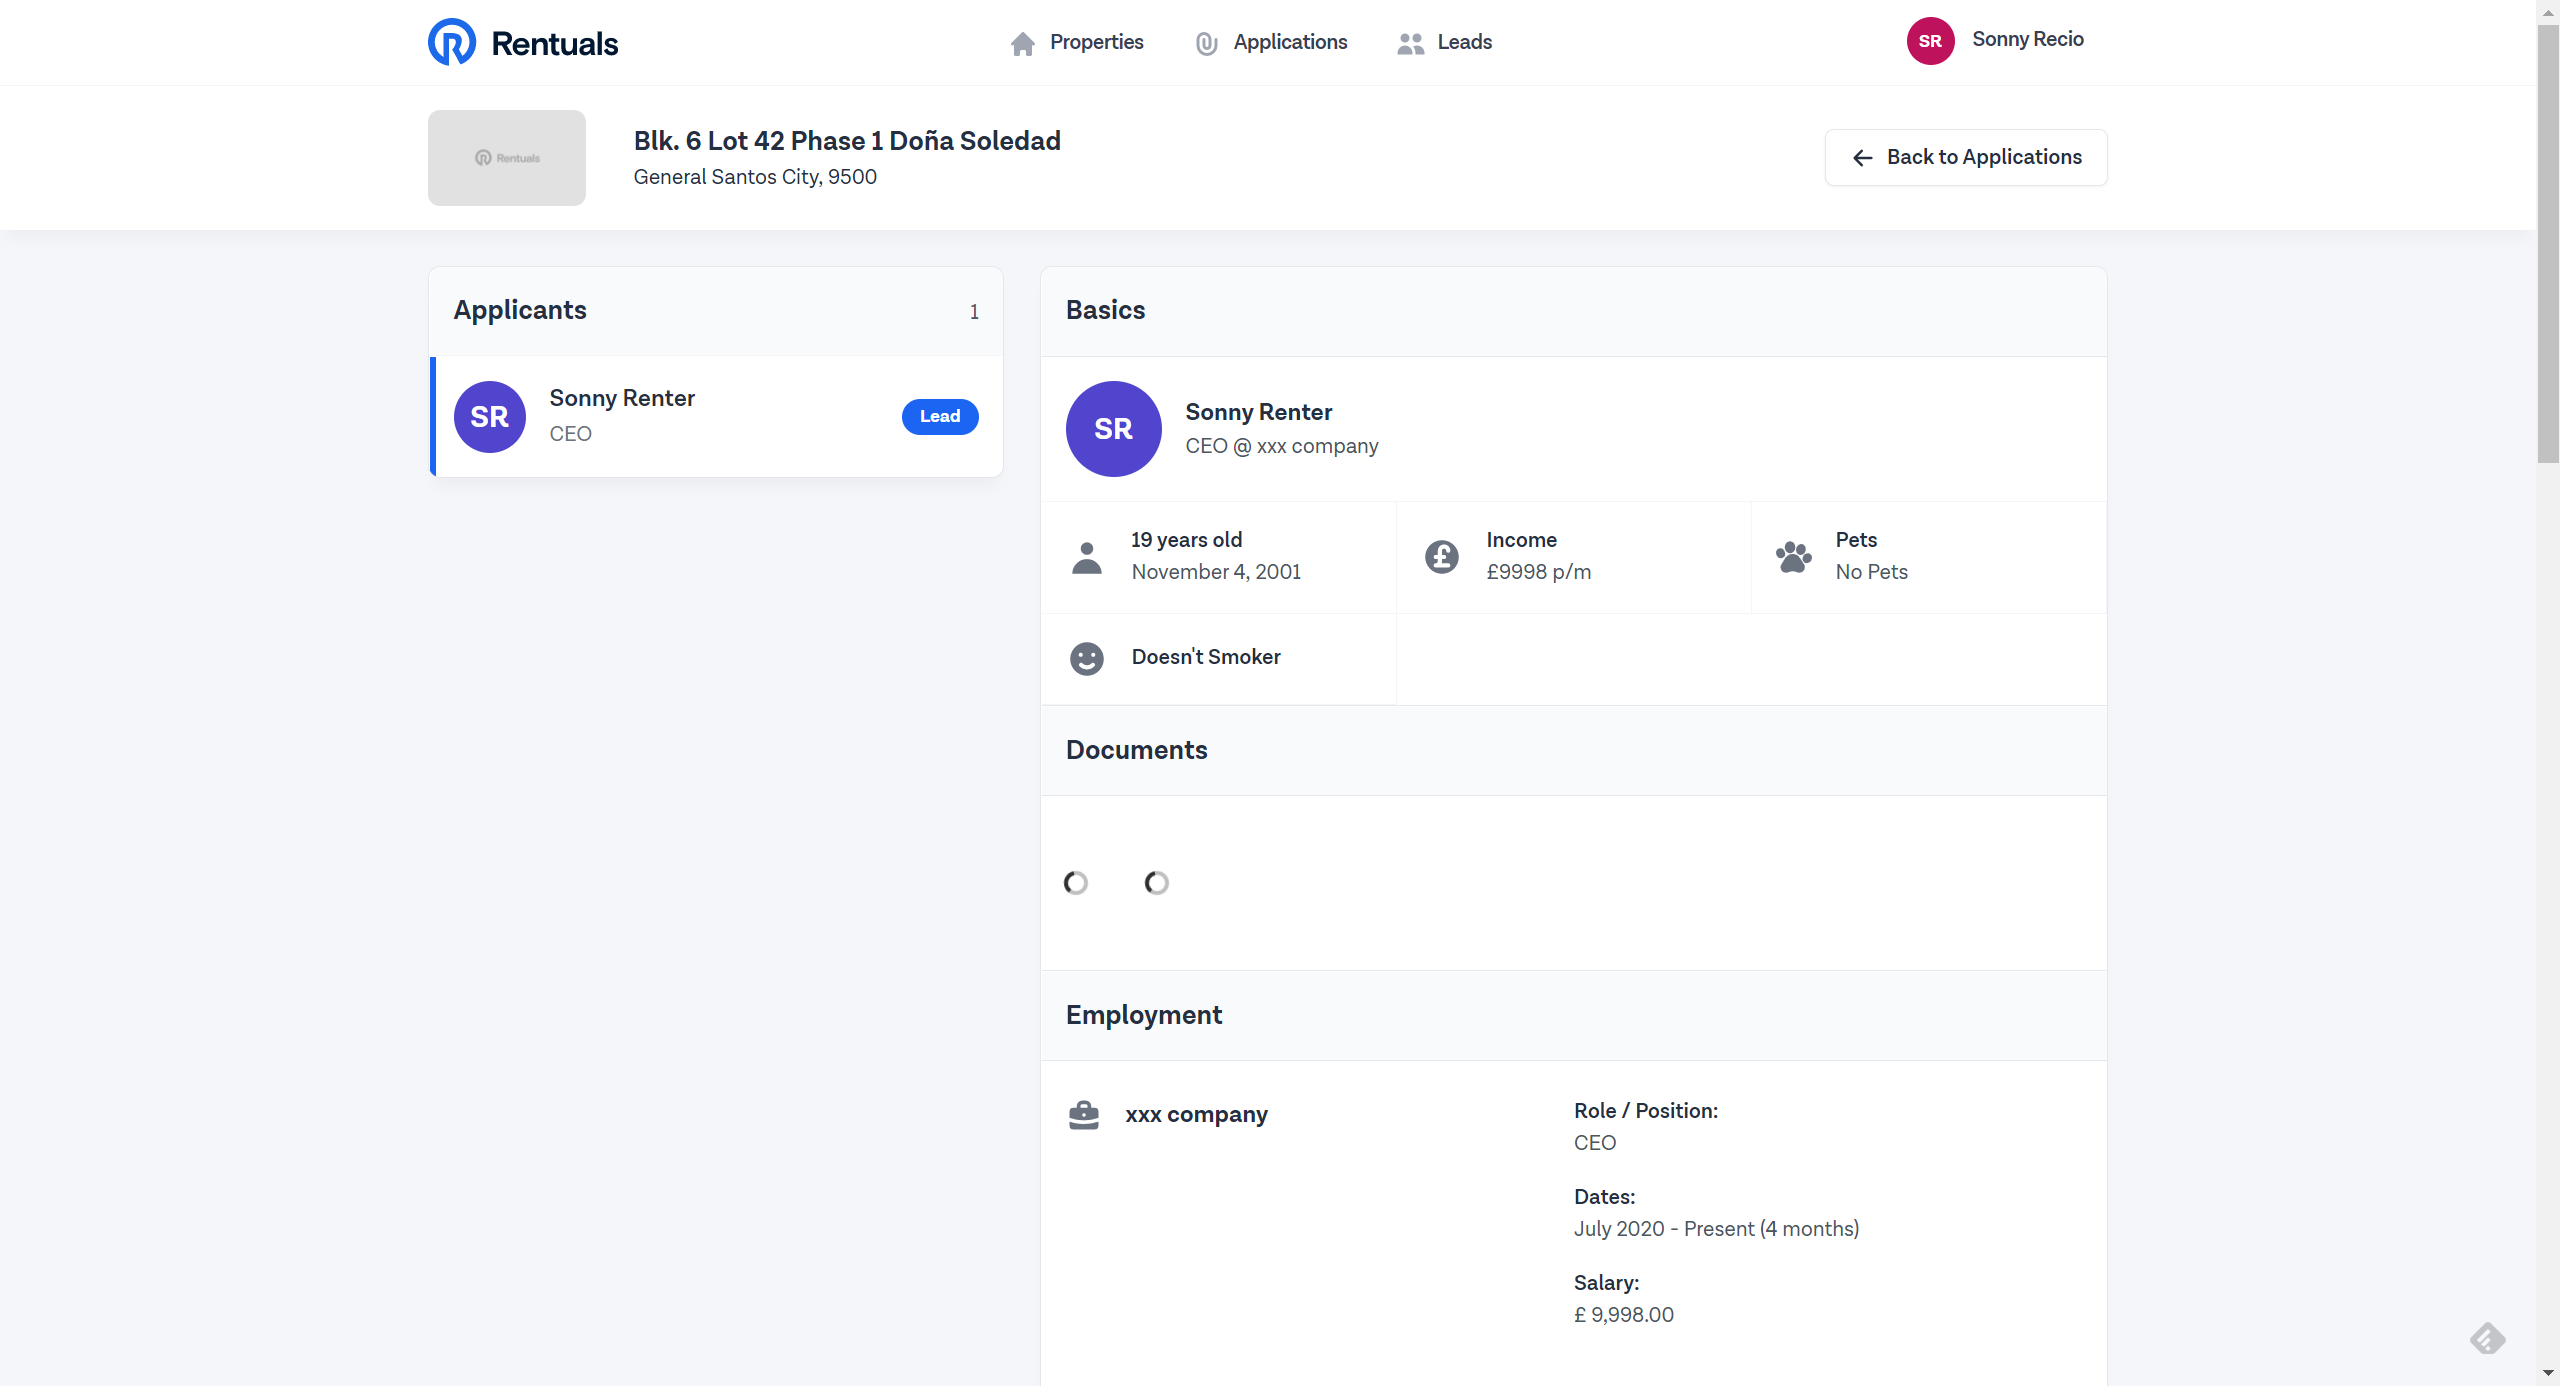 Rentuals
Properties
Applications
Leads
SR
Sonny Recio
Rentuals
Blk. 6 Lot 42 Phase 1 Doña Soledad
General Santos City, 9500
Back to Applications
Applicants
1
SR
Sonny Renter
CEO
Lead
Basics
SR
Sonny Renter
CEO @ xxx company
19 years old
November 4, 2001
Income
£9998 p/m
Pets
No Pets
Doesn't Smoker
Documents
Employment
xxx company
Role / Position:
CEO
Dates:
July 2020 - Present (4 months)
Salary:
£ 9,998.00